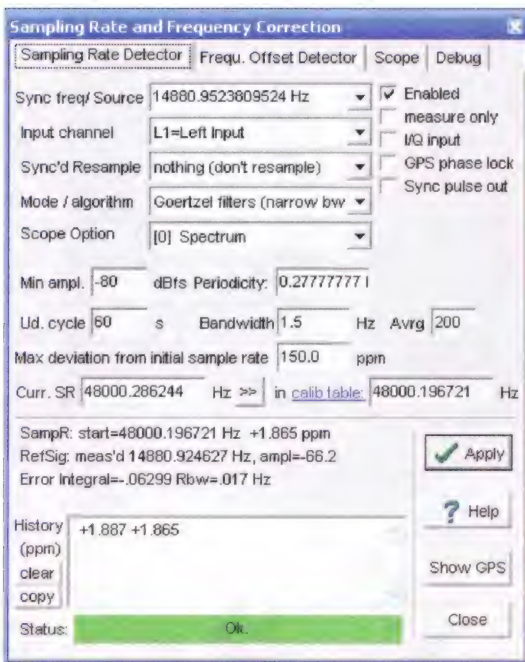 Sampling Rate and Frequency Correction
Sampling Rate Detector Frequ. Offset Detector Scope Debug
Sync freq/ Source 14880.9523809524 Hz Enabled
measure only
Input channel L1=Left Input I/Q input
Sync'd Resample nothing (don't resample) GPS phase lock
Sync pulse out
Mode / algorithm Goertzel filters (narrow bw
Scope Option [0] Spectrum
Min ampl. -80 dBfs Periodicity: 0.27777777
Ud. cycle 60 s Bandwidth 1.5 Hz Avrg 200
Max deviation from initial sample rate 150.0 ppm
Curr. SR 48000.286244 Hz >> in calib table: 48000.196721 Hz
SampR: start=48000.196721 Hz +1.865 ppm
RefSig: meas'd 14880.924627 Hz, ampl=-66.2
Error Integral=-.06299 Rbw=.017 Hz
Apply
Help
Show GPS
Close
History
(ppm)
clear
copy
+1.887 +1.865
Status: Ok.